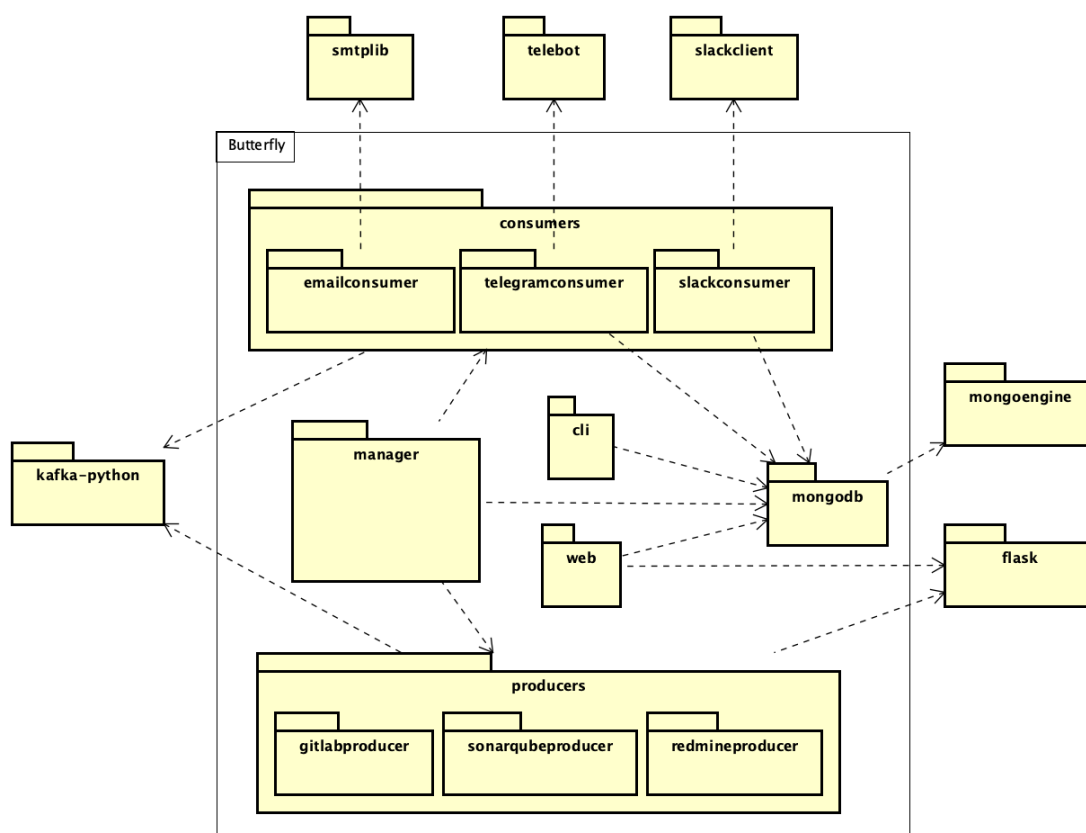 smtplib
telebot
slackclient
Butterfly
consumers
emailconsumer
telegramconsumer
slackconsumer
mongoengine
cli
manager
kafka-python
mongodb
web
flask
producers
gitlabproducer
sonarqubeproducer
redmineproducer